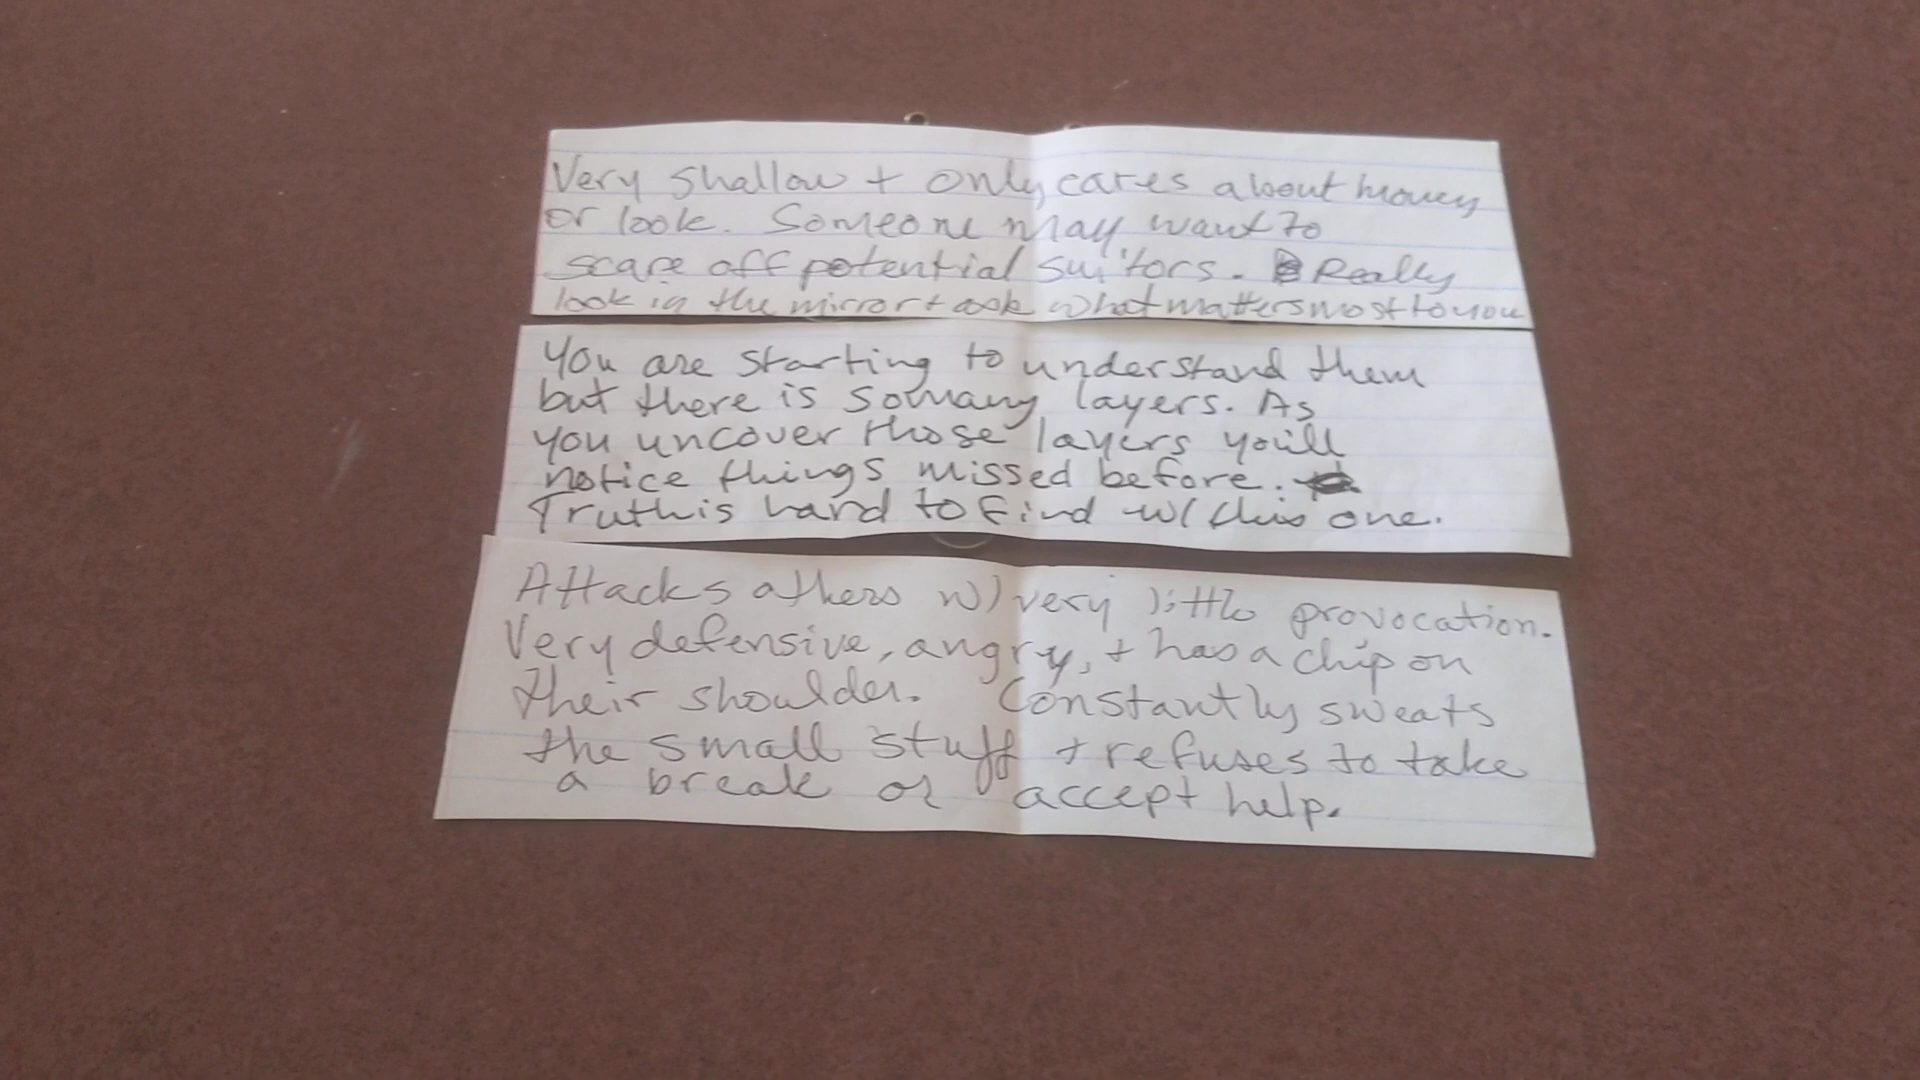 Very shallow + only cares about money
or look. Someone may want to
scare off potential suitors. Really
look in the mirror + ask what matters most to you
You are starting to understand them
but there is so many layers. As
you uncover those layers you'll
notice things missed before.
Truth is hard to find w/ this one.
Attacks others w/ very little provocation.
Very defensive, angry, + has a chip on
their shoulder. Constantly sweats
the small stuff + refuses to take
a break or accept help.